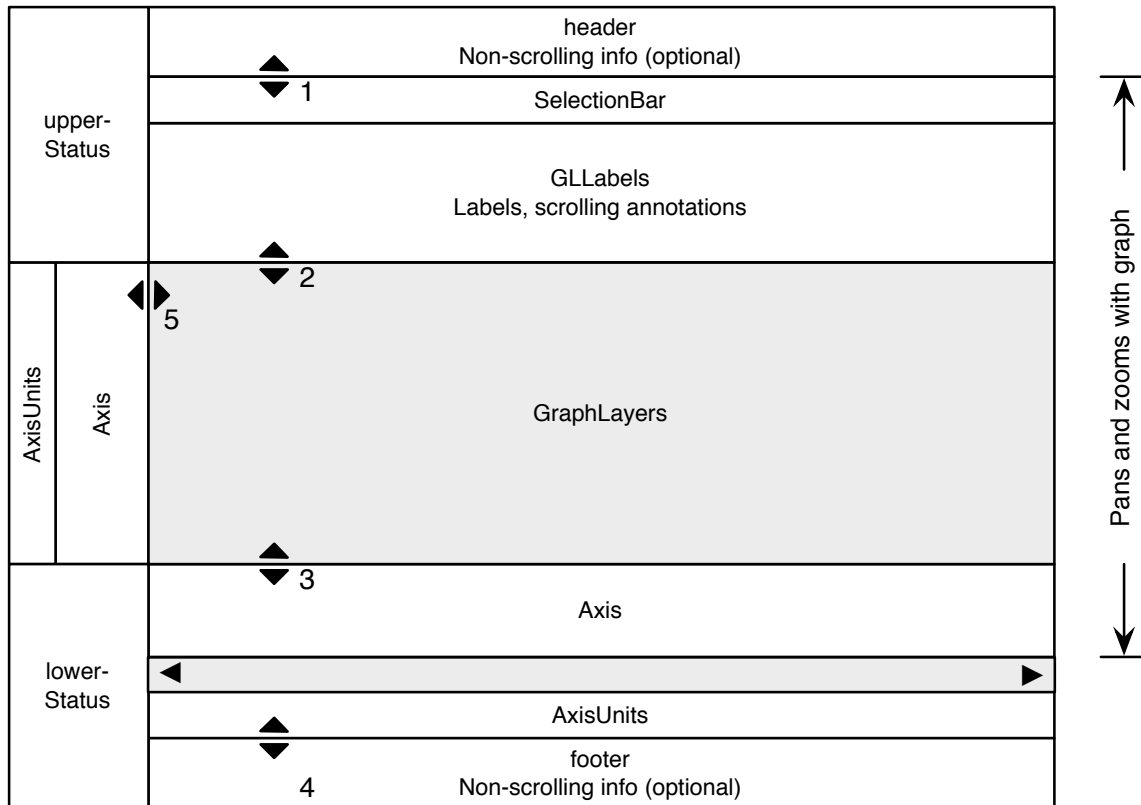 header
Non-scrolling info (optional)
1
SelectionBar
upper-
Status
GLLabels
Labels, scrolling annotations
2
5
AxisUnits
Axis
GraphLayers
Pans and zooms with graph
3
Axis
lower-
Status
AxisUnits
4
footer
Non-scrolling info (optional)